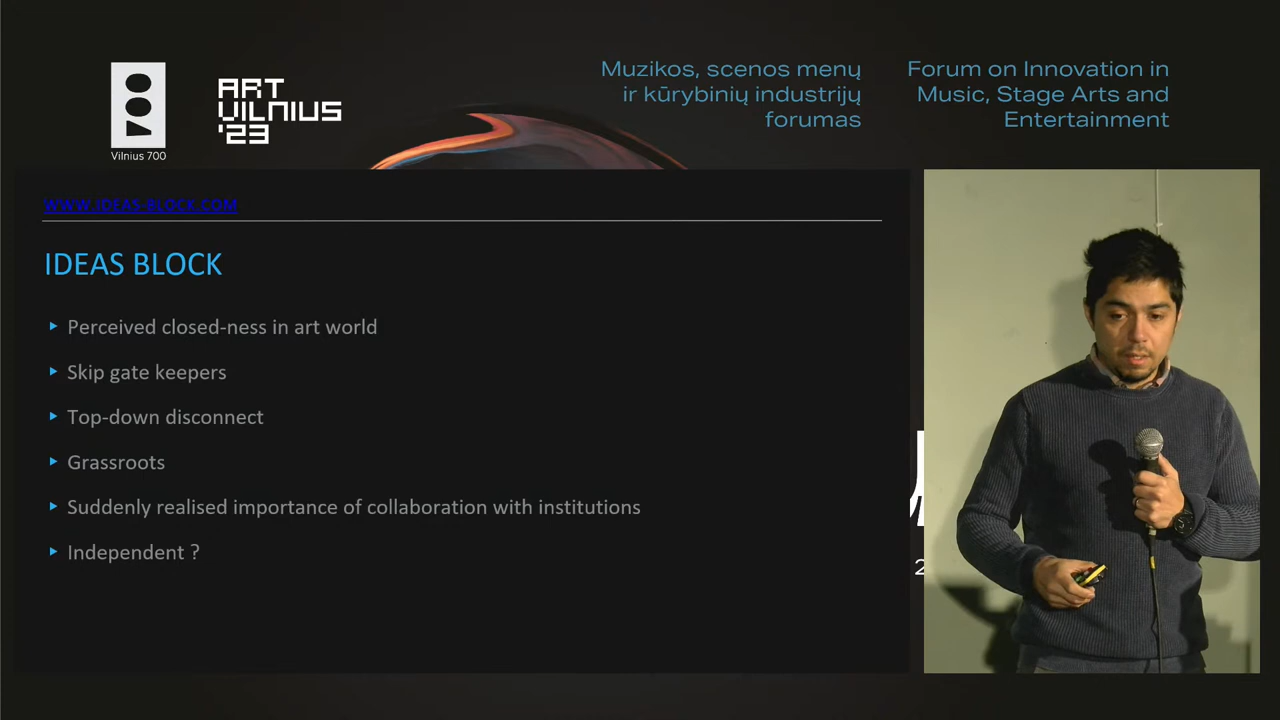 Vilnius 700
ART
VILNIUS
'23
Muzikos, scenos menų
ir kūrybinių industrijų
forumas
Forum on Innovation in
Music, Stage Arts and
Entertainment
WWW.IDEAS-BLOCK.COM
IDEAS BLOCK
Perceived closed-ness in art world
Skip gate keepers
Top-down disconnect
Grassroots
Suddenly realised importance of collaboration with institutions
Independent ?
2